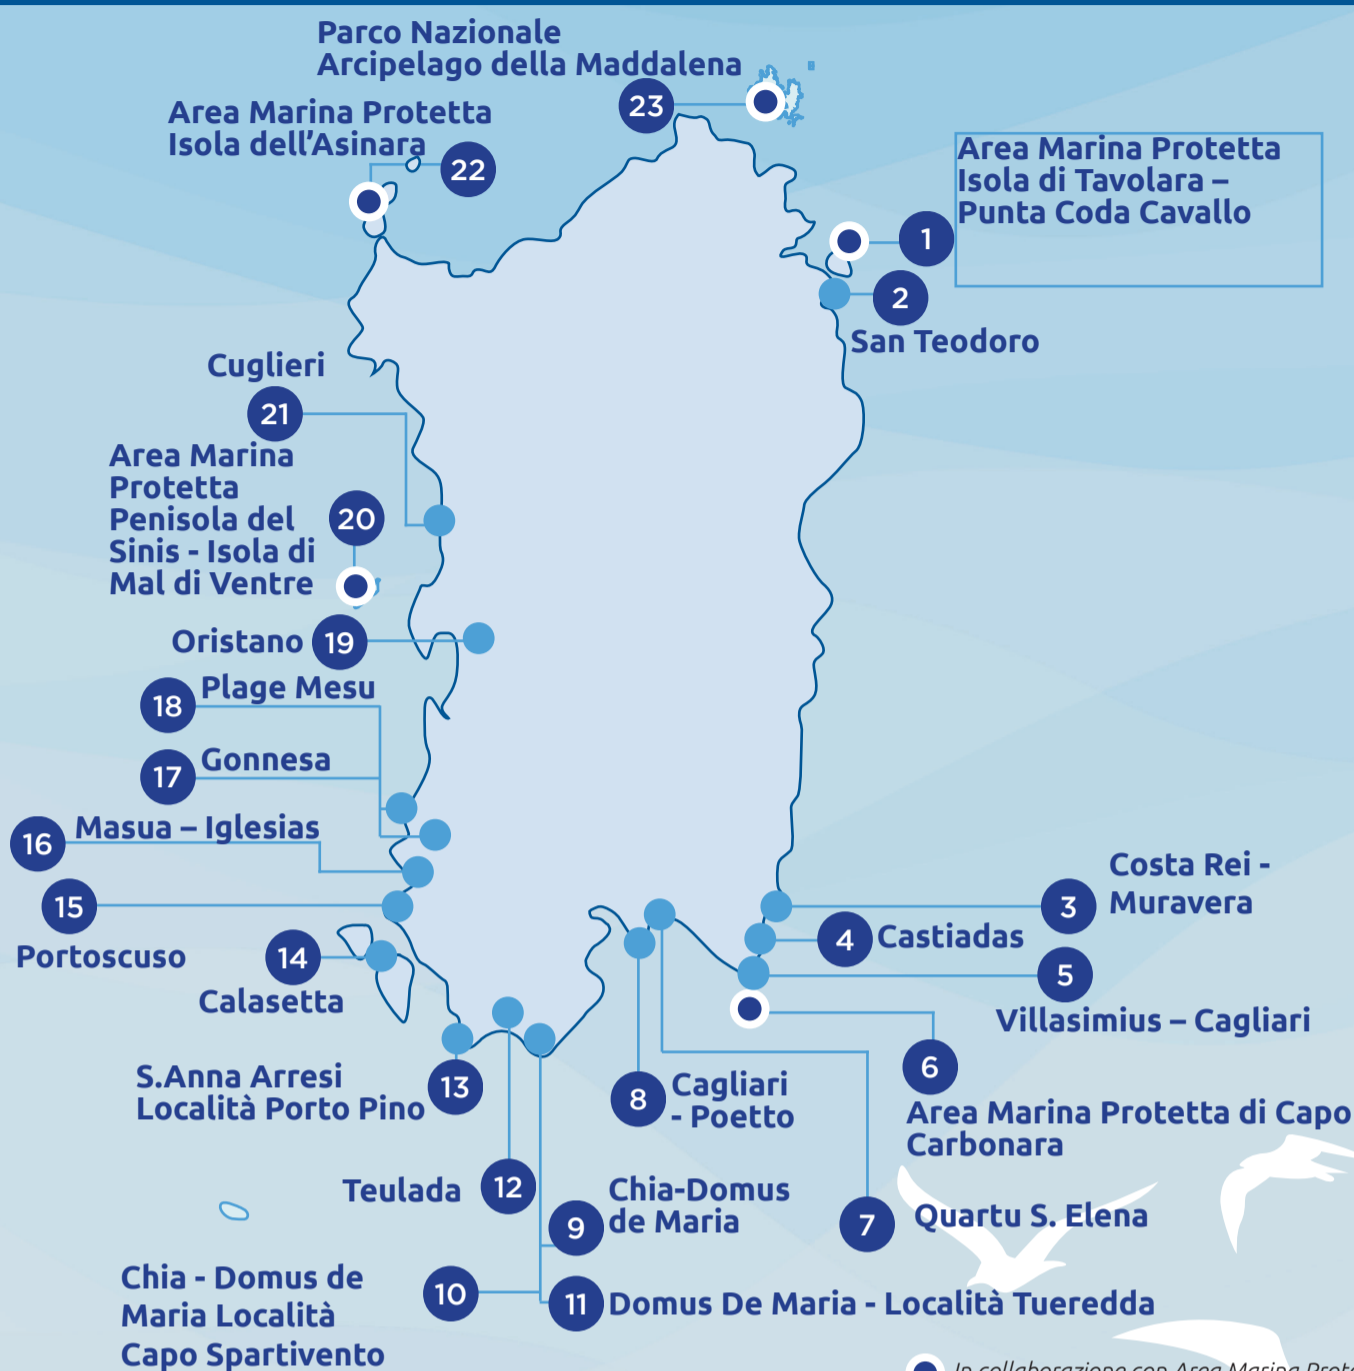 Parco Nazionale
Arcipelago della Maddalena
23
Area Marina Protetta
Isola dell'Asinara
22
Area Marina Protetta
Isola di Tavolara –
Punta Coda Cavallo
1
2
San Teodoro
Cuglieri
21
Area Marina
Protetta
Penisola del
Sinis - Isola di
Mal di Ventre
20
Oristano 19
18 Plage Mesu
17 Gonnesa
16 Masua – Iglesias
15
Portoscuso
14
Calasetta
3 Costa Rei -
Muravera
4 Castiadas
5
Villasimius – Cagliari
6
Area Marina Protetta di Capo
Carbonara
S.Anna Arresi
Località Porto Pino
13
8 Cagliari
- Poetto
Teulada 12
9 Chia-Domus
de Maria
7 Quartu S. Elena
Chia - Domus de
Maria Località
Capo Spartivento
10
11 Domus De Maria - Località Tueredda
In collaborazione con Area Marina